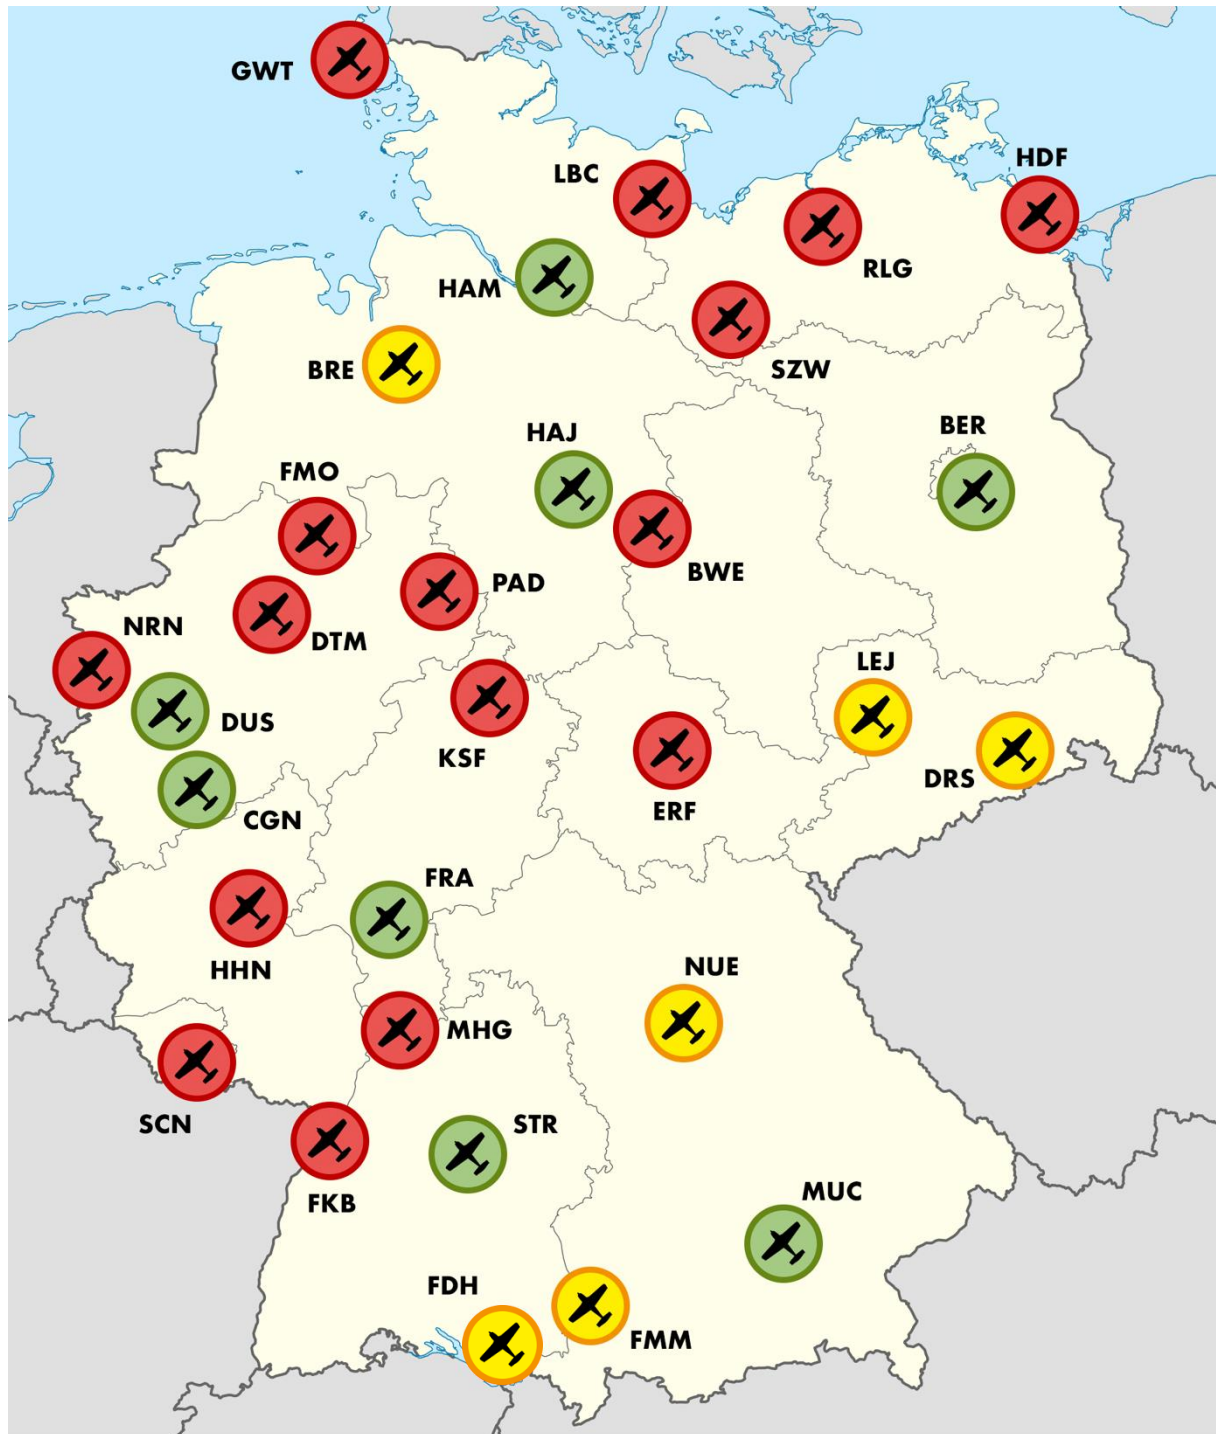 GWT
HDF
LBC
RLG
HAM
BRE
SZW
BER
HAJ
FMO
BWE
PAD
NRN
DTM
LEJ
DUS
KSF
DRS
ERF
CGN
FRA
HHN
NUE
MHG
SCN
STR
MUC
FKB
FDH
FMM